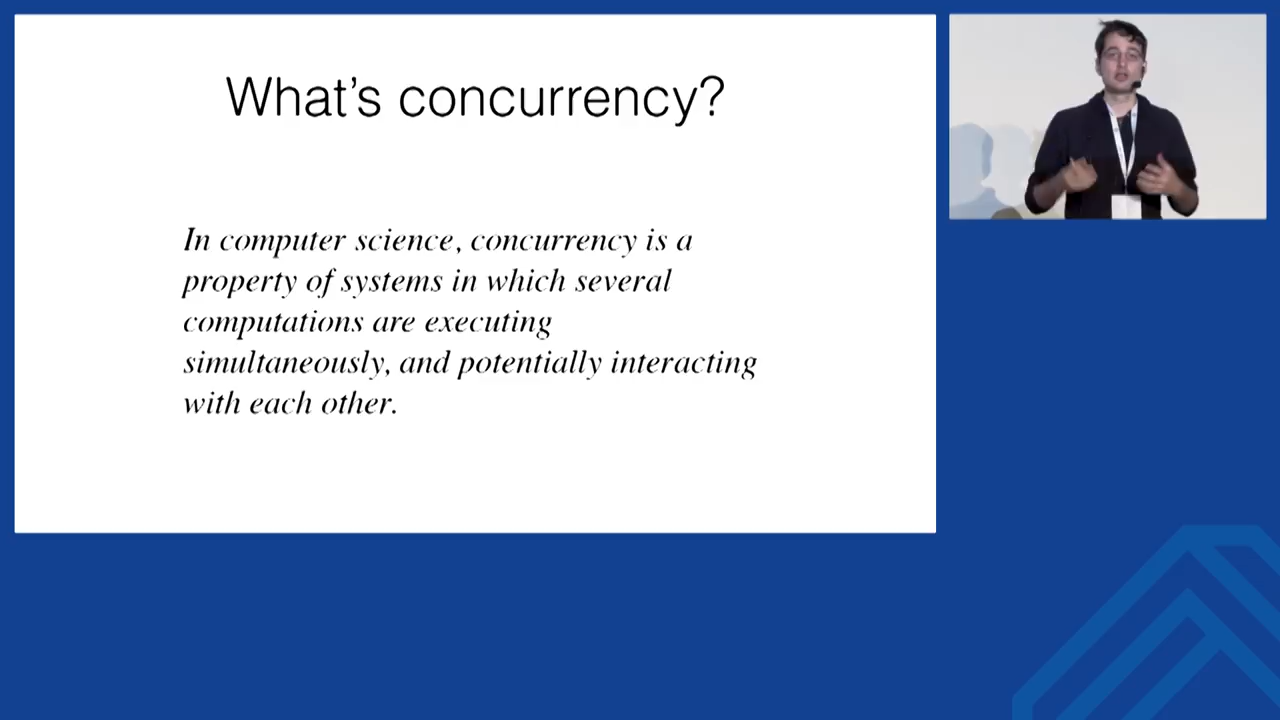 What’s concurrency?
In computer science, concurrency is a
property of systems in which several
computations are executing
simultaneously, and potentially interacting
with each other.